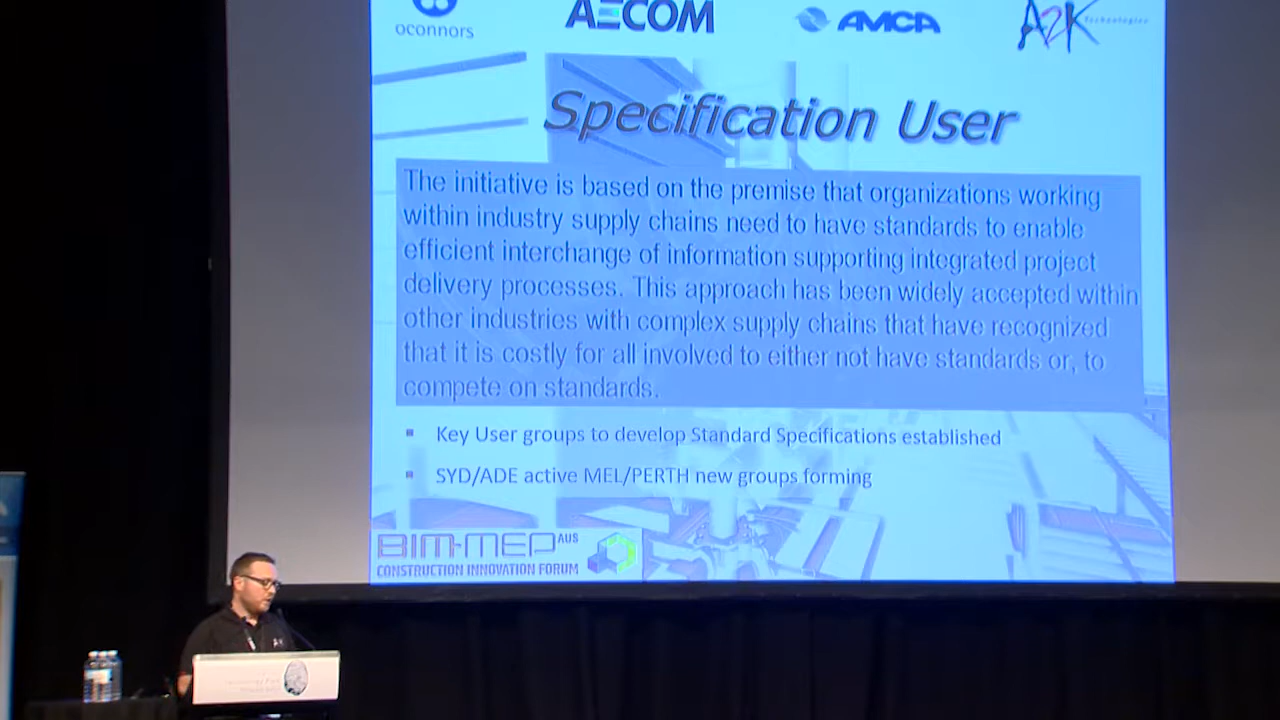 oconnors
AECOM
AMCA
A2K Technologies
Specification User
The initiative is based on the premise that organizations working
within industry supply chains need to have standards to enable
efficient interchange of information supporting integrated project
delivery processes. This approach has been widely accepted within
other industries with complex supply chains that have recognized
that it is costly for all involved to either not have standards or, to
compete on standards.
Key User groups to develop Standard Specifications established
SYD/ADE active MEL/PERTH new groups forming
BIM-MEP AUS
CONSTRUCTION INNOVATION FORUM